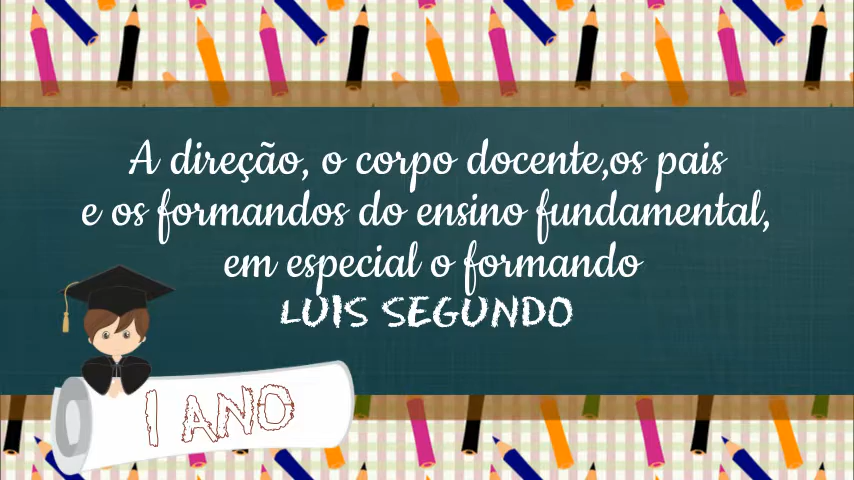 A direção, o corpo docente,os pais
e os formandos do ensino fundamental,
em especial o formando
LUIS SEGUNDO
1 ANO